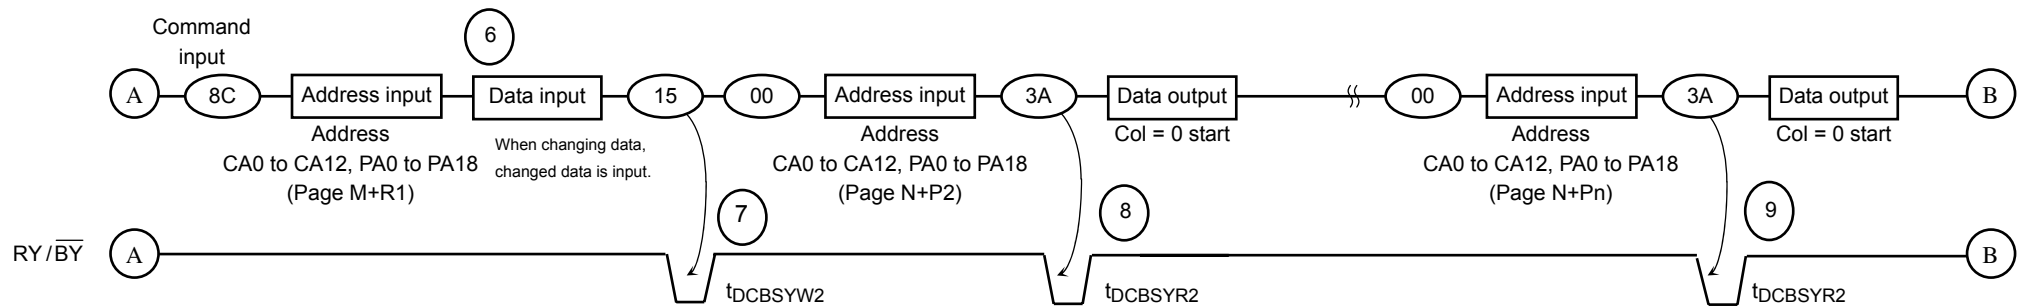 Command
input
6
A
8C
Address input
Data input
15
00
Address input
3A
Data output
00
Address input
3A
Data output
B
Address
CA0 to CA12, PA0 to PA18
(Page M+R1)
When changing data,
changed data is input.
Address
CA0 to CA12, PA0 to PA18
(Page N+P2)
Col = 0 start
Address
CA0 to CA12, PA0 to PA18
(Page N+Pn)
Col = 0 start
7
8
9
RY/BY
A
B
tDCBSYW2
tDCBSYR2
tDCBSYR2